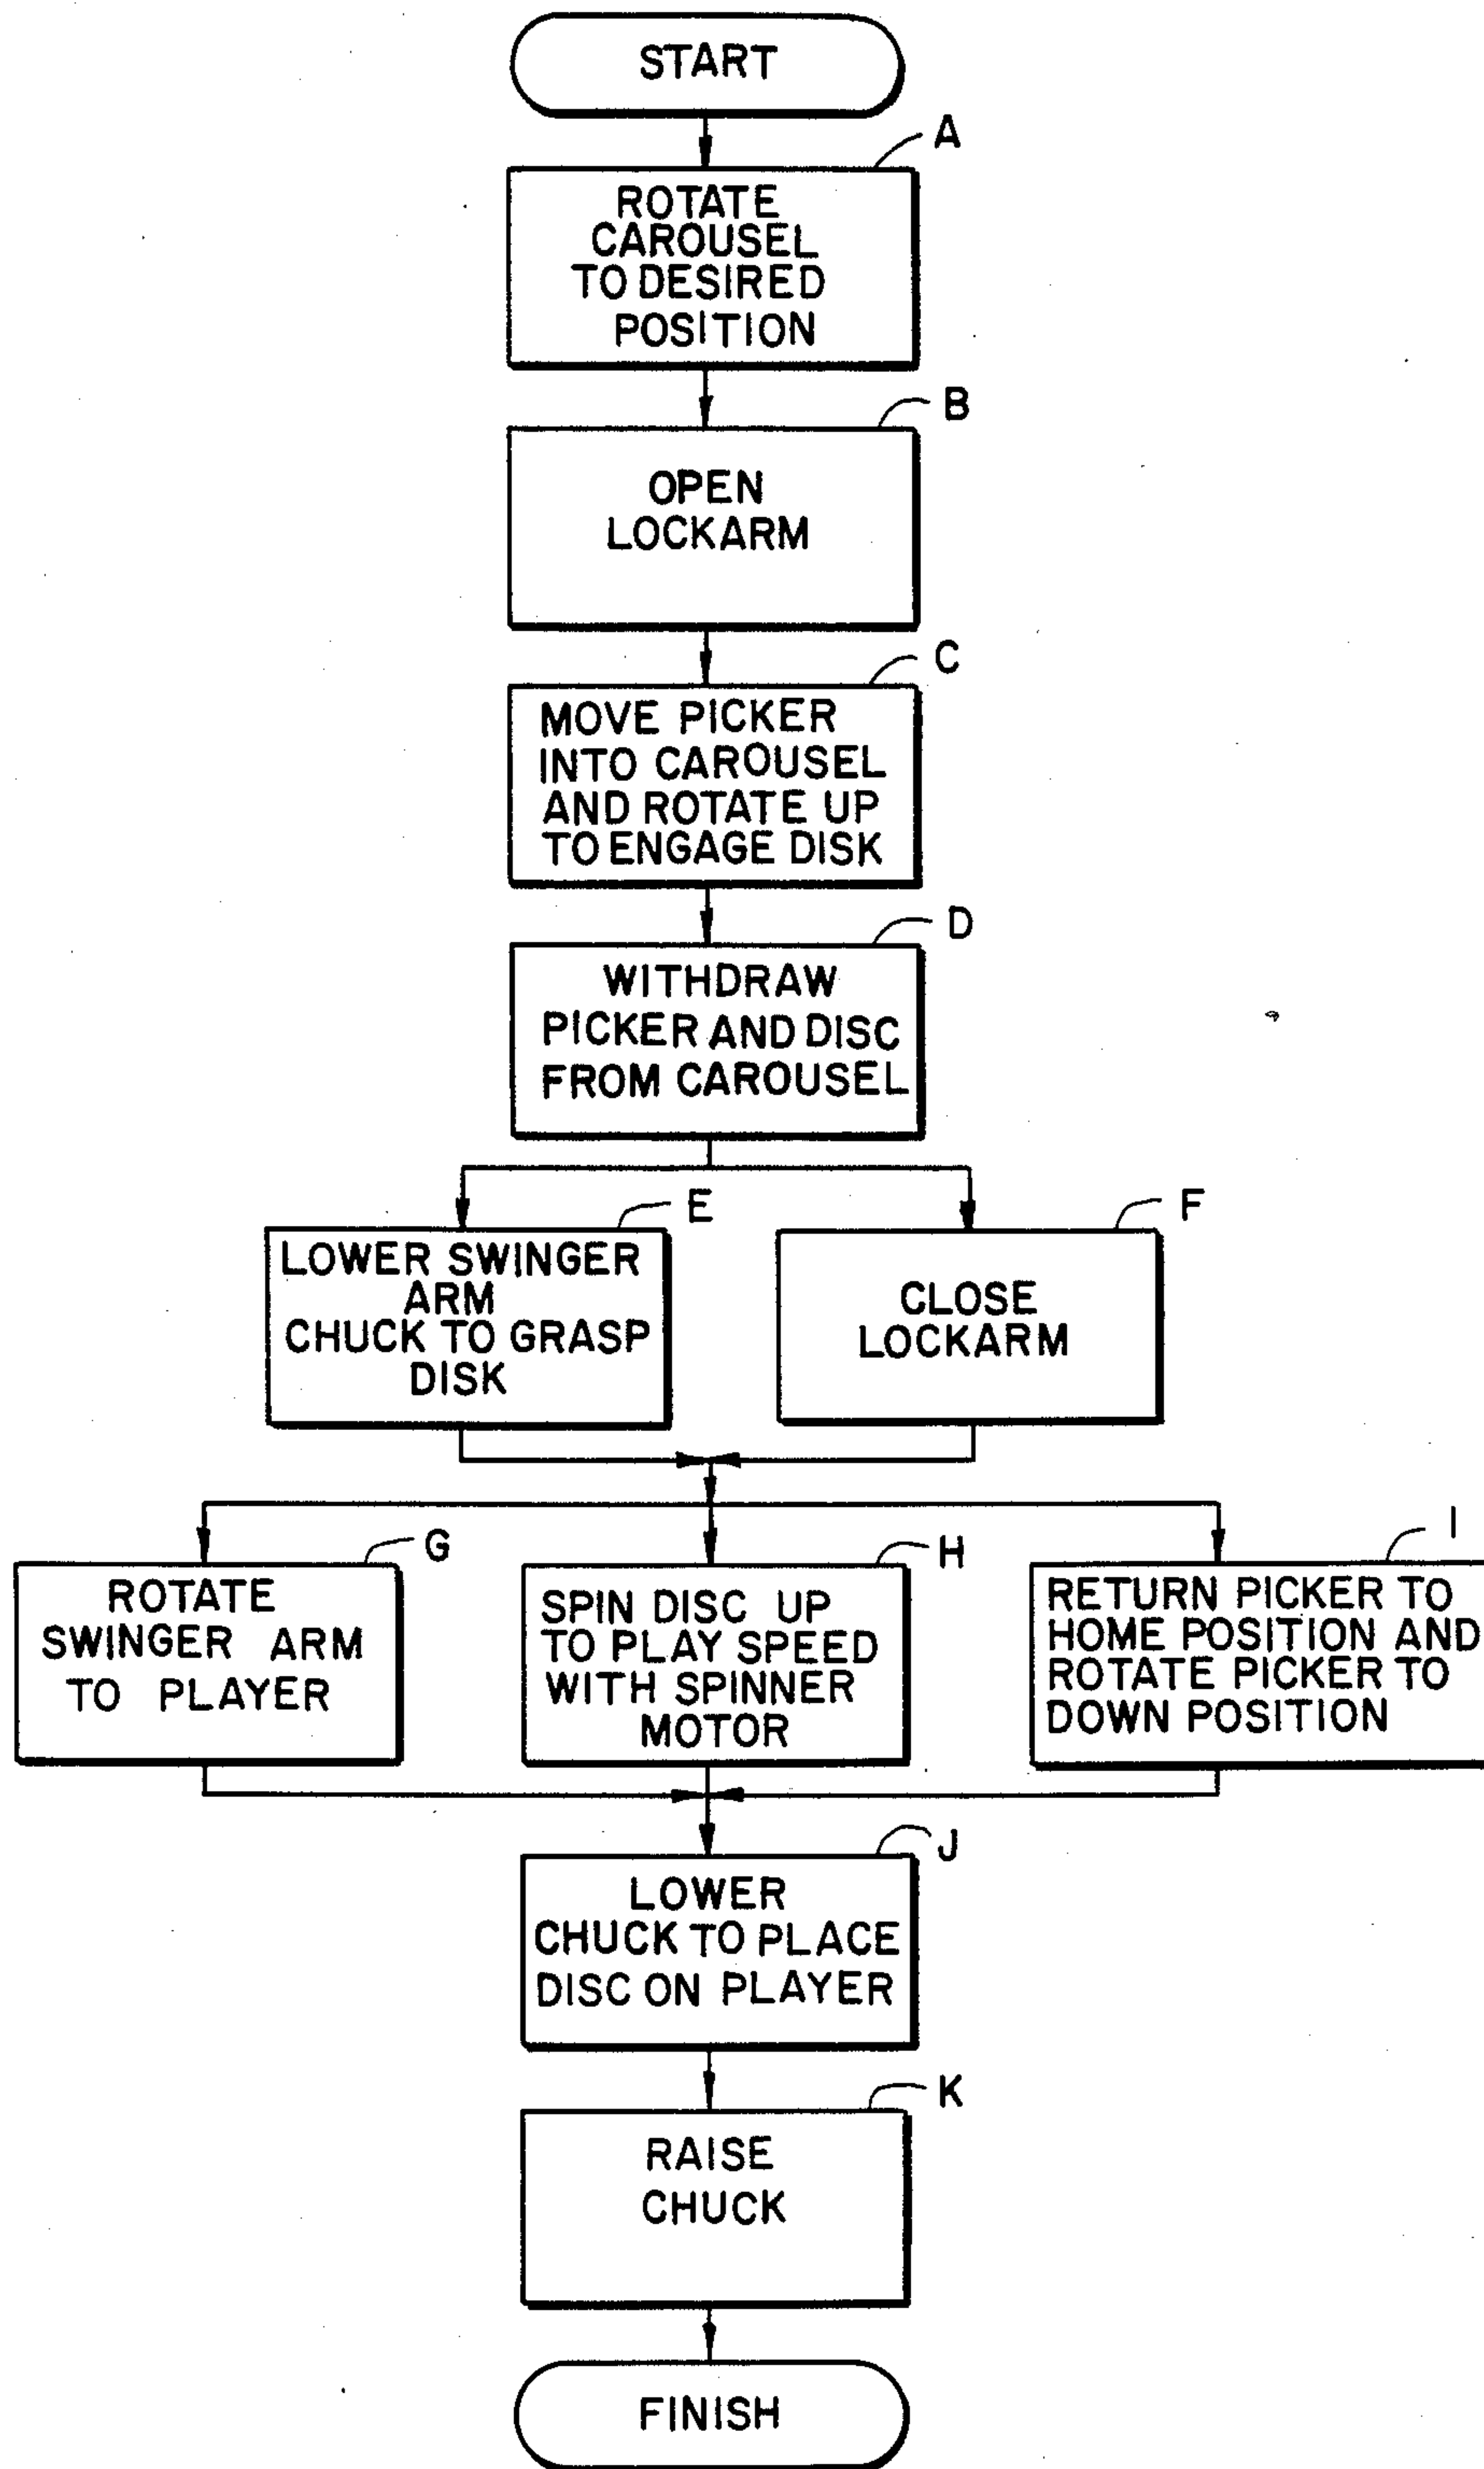 START
A
ROTATE
CAROUSEL
TO DESIRED
POSITION
B
OPEN
LOCKARM
C
MOVE PICKER
INTO CAROUSEL
AND ROTATE UP
TO ENGAGE DISK
D
WITHDRAW
PICKER AND DISC
FROM CAROUSEL
E
LOWER SWINGER
ARM
CHUCK TO GRASP
DISK
F
CLOSE
LOCKARM
G
ROTATE
SWINGER ARM
TO PLAYER
H
SPIN DISC UP
TO PLAY SPEED
WITH SPINNER
MOTOR
I
RETURN PICKER TO
HOME POSITION AND
ROTATE PICKER TO
DOWN POSITION
J
LOWER
CHUCK TO PLACE
DISC ON PLAYER
K
RAISE
CHUCK
FINISH